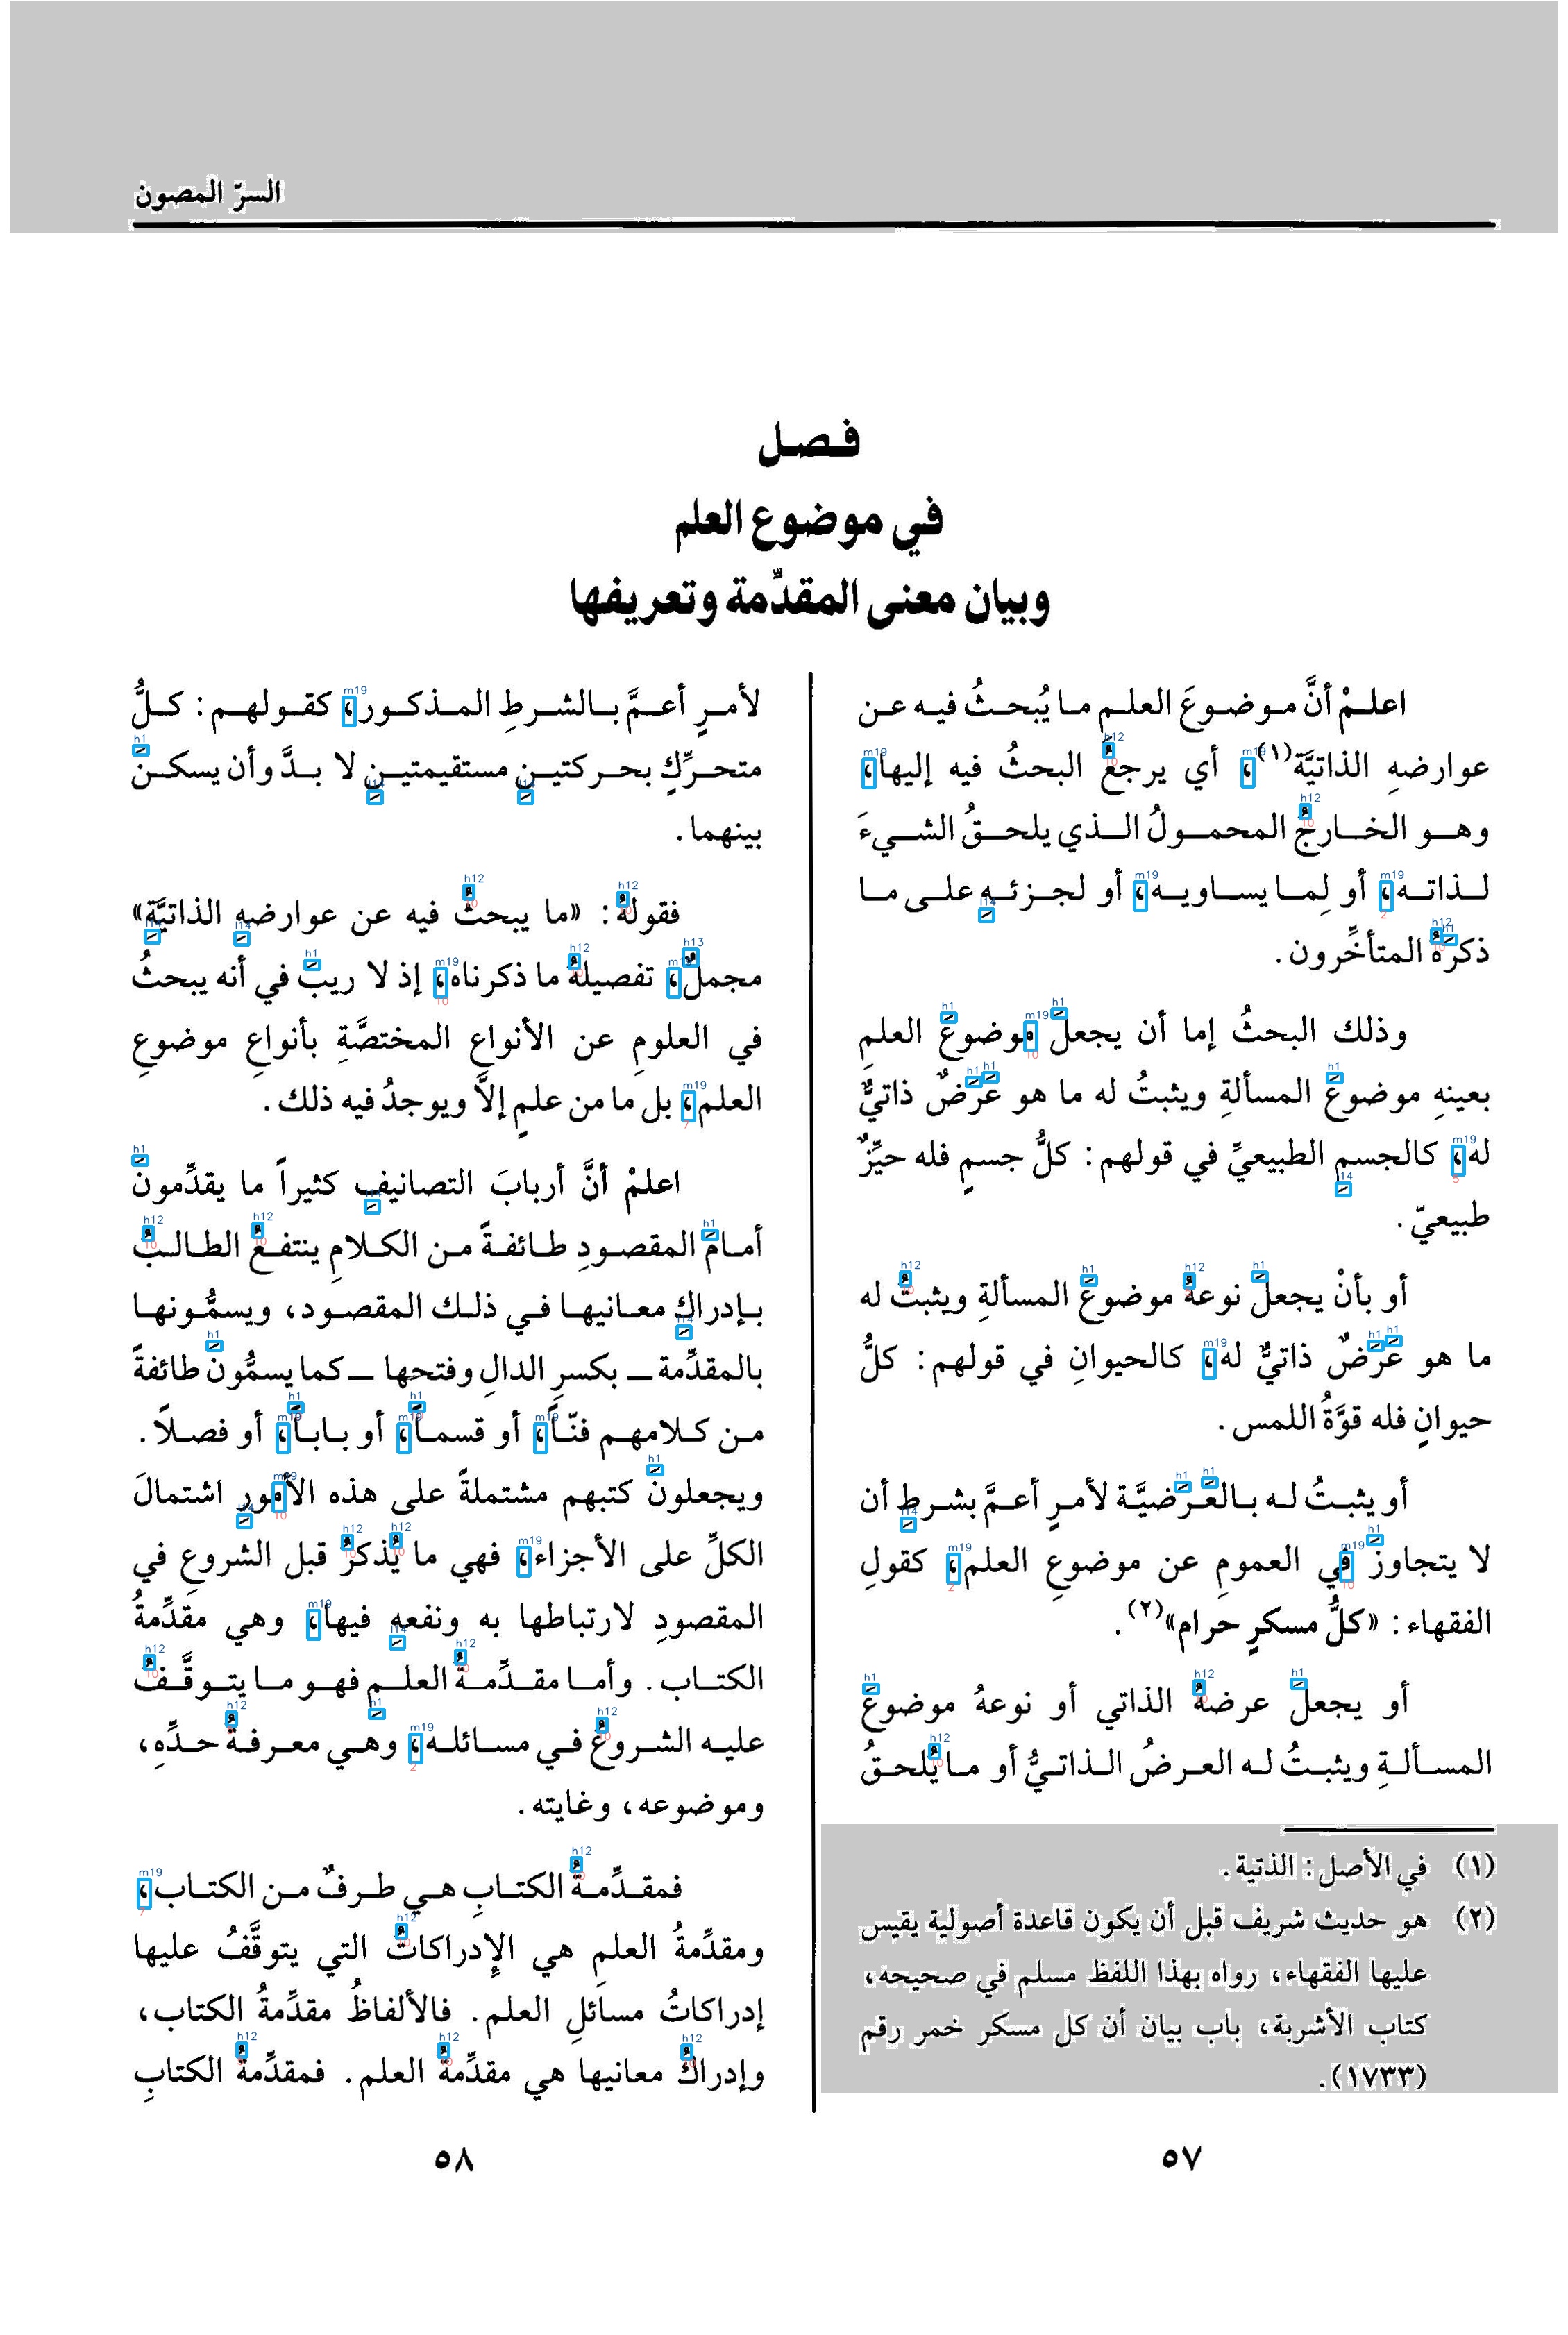 السرّ المصون
فـصـل
في موضوع العلم
وبيان معنى المقدِّمة وتعريفها
اعلمْ أنَّ موضوعَ العلم ما يُبحثُ فيه عن
عوارضهِ الذاتيَّة(١)، أي يرجعُ البحثُ فيه إليها،
وهو الخارجُ المحمولُ الذي يلحقُ الشيءَ
لذاته، أو لِما يساويه، أو لجزئهِ على ما
ذكرَهُ المتأخِّرون.
وذلك البحثُ إما أن يجعلَ موضوعَ العلمِ
بعينهِ موضوعَ المسألةِ ويثبتُ له ما هو عَرَضٌ ذاتيٌّ
له، كالجسمِ الطبيعيِّ في قولهم: كلُّ جسمٍ فله حيِّزٌ
طبيعيّ.
أو بأنْ يجعلَ نوعهُ موضوعَ المسألةِ ويثبتُ له
ما هو عَرَضٌ ذاتيٌّ له، كالحيوانِ في قولهم: كلُّ
حيوانٍ فله قوَّةُ اللمس.
أو يثبتُ له بالعَرَضيَّة لأمرٍ أعمَّ بشرطِ أن
لا يتجاوزَ في العمومِ عن موضوعِ العلم، كقولِ
الفقهاء: «كلُّ مسكرٍ حرام»(٢).
أو يجعلَ عرضهُ الذاتي أو نوعهُ موضوعَ
المسألةِ ويثبتُ له العرضُ الذاتيُّ أو ما يُلحقُ
(١) في الأصل: الذتية.
(٢) هو حديث شريف قبل أن يكون قاعدة أصولية يقيس
عليها الفقهاء، رواه بهذا اللفظ مسلم في صحيحه،
كتاب الأشربة، باب بيان أن كل مسكر خمر رقم
(١٧٣٣).
٥٧
لأمرٍ أعمَّ بالشرطِ المذكور، كقولهم: كلُّ
متحرِّكٍ بحركتينِ مستقيمتينِ لا بدَّ وأن يسكنَ
بينهما.
فقولهُ: «ما يبحثُ فيه عن عوارضهِ الذاتيَّةِ»
مجملٌ، تفصيلهُ ما ذكرناه، إذ لا ريبَ في أنه يبحثُ
في العلومِ عن الأنواعِ المختصَّةِ بأنواعِ موضوعِ
العلم، بل ما من علمٍ إلاَّ ويوجدُ فيه ذلك.
اعلمْ أنَّ أربابَ التصانيفِ كثيراً ما يقدِّمونَ
أمامَ المقصودِ طائفةً من الكلامِ ينتفعُ الطالبُ
بإدراكِ معانيها في ذلك المقصود، ويسمُّونها
بالمقدِّمة ـ بكسرِ الدالِ وفتحها ـ كما يسمُّونَ طائفةً
من كلامهم فنّاً، أو قسماً، أو باباً، أو فصلاً.
ويجعلونَ كتبهم مشتملةً على هذه الأمورِ اشتمالَ
الكلِّ على الأجزاء، فهي ما يُذكرُ قبل الشروعِ في
المقصودِ لارتباطها به ونفعهِ فيها، وهي مقدِّمةُ
الكتاب. وأما مقدِّمةُ العلمِ فهو ما يتوقَّفُ
عليه الشروعُ في مسائله، وهي معرفةُ حدِّهِ،
وموضوعه، وغايته.
فمقدِّمةُ الكتابِ هي طرفٌ من الكتاب،
ومقدِّمةُ العلمِ هي الإدراكاتُ التي يتوقَّفُ عليها
إدراكاتُ مسائلِ العلم. فالألفاظُ مقدِّمةُ الكتاب،
وإدراكُ معانيها هي مقدِّمةُ العلم. فمقدِّمةُ الكتابِ
٥٨